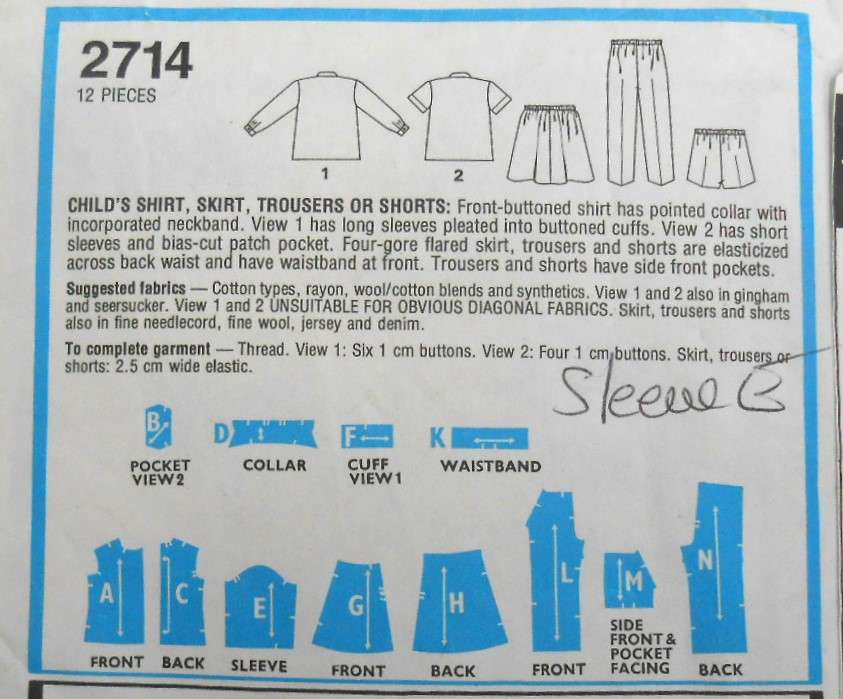 2714
12 PIECES
1
2
CHILD'S SHIRT, SKIRT, TROUSERS OR SHORTS: Front-buttoned shirt has pointed collar with
incorporated neckband. View 1 has long sleeves pleated into buttoned cuffs. View 2 has short
sleeves and bias-cut patch pocket. Four-gore flared skirt, trousers and shorts are elasticized
across back waist and have waistband at front. Trousers and shorts have side front pockets.
Suggested fabrics — Cotton types, rayon, wool/cotton blends and synthetics. View 1 and 2 also in gingham
and seersucker. View 1 and 2 UNSUITABLE FOR OBVIOUS DIAGONAL FABRICS. Skirt, trousers and shorts
also in fine needlecord, fine wool, jersey and denim.
To complete garment — Thread. View 1: Six 1 cm buttons. View 2: Four 1 cm buttons. Skirt, trousers or
shorts: 2.5 cm wide elastic.
Sleeve B
B
D
F
K
POCKET
VIEW 2
COLLAR
CUFF
VIEW 1
WAISTBAND
A
C
E
G
H
L
M
N
FRONT
BACK
SLEEVE
FRONT
BACK
FRONT
SIDE
FRONT &
POCKET
FACING
BACK